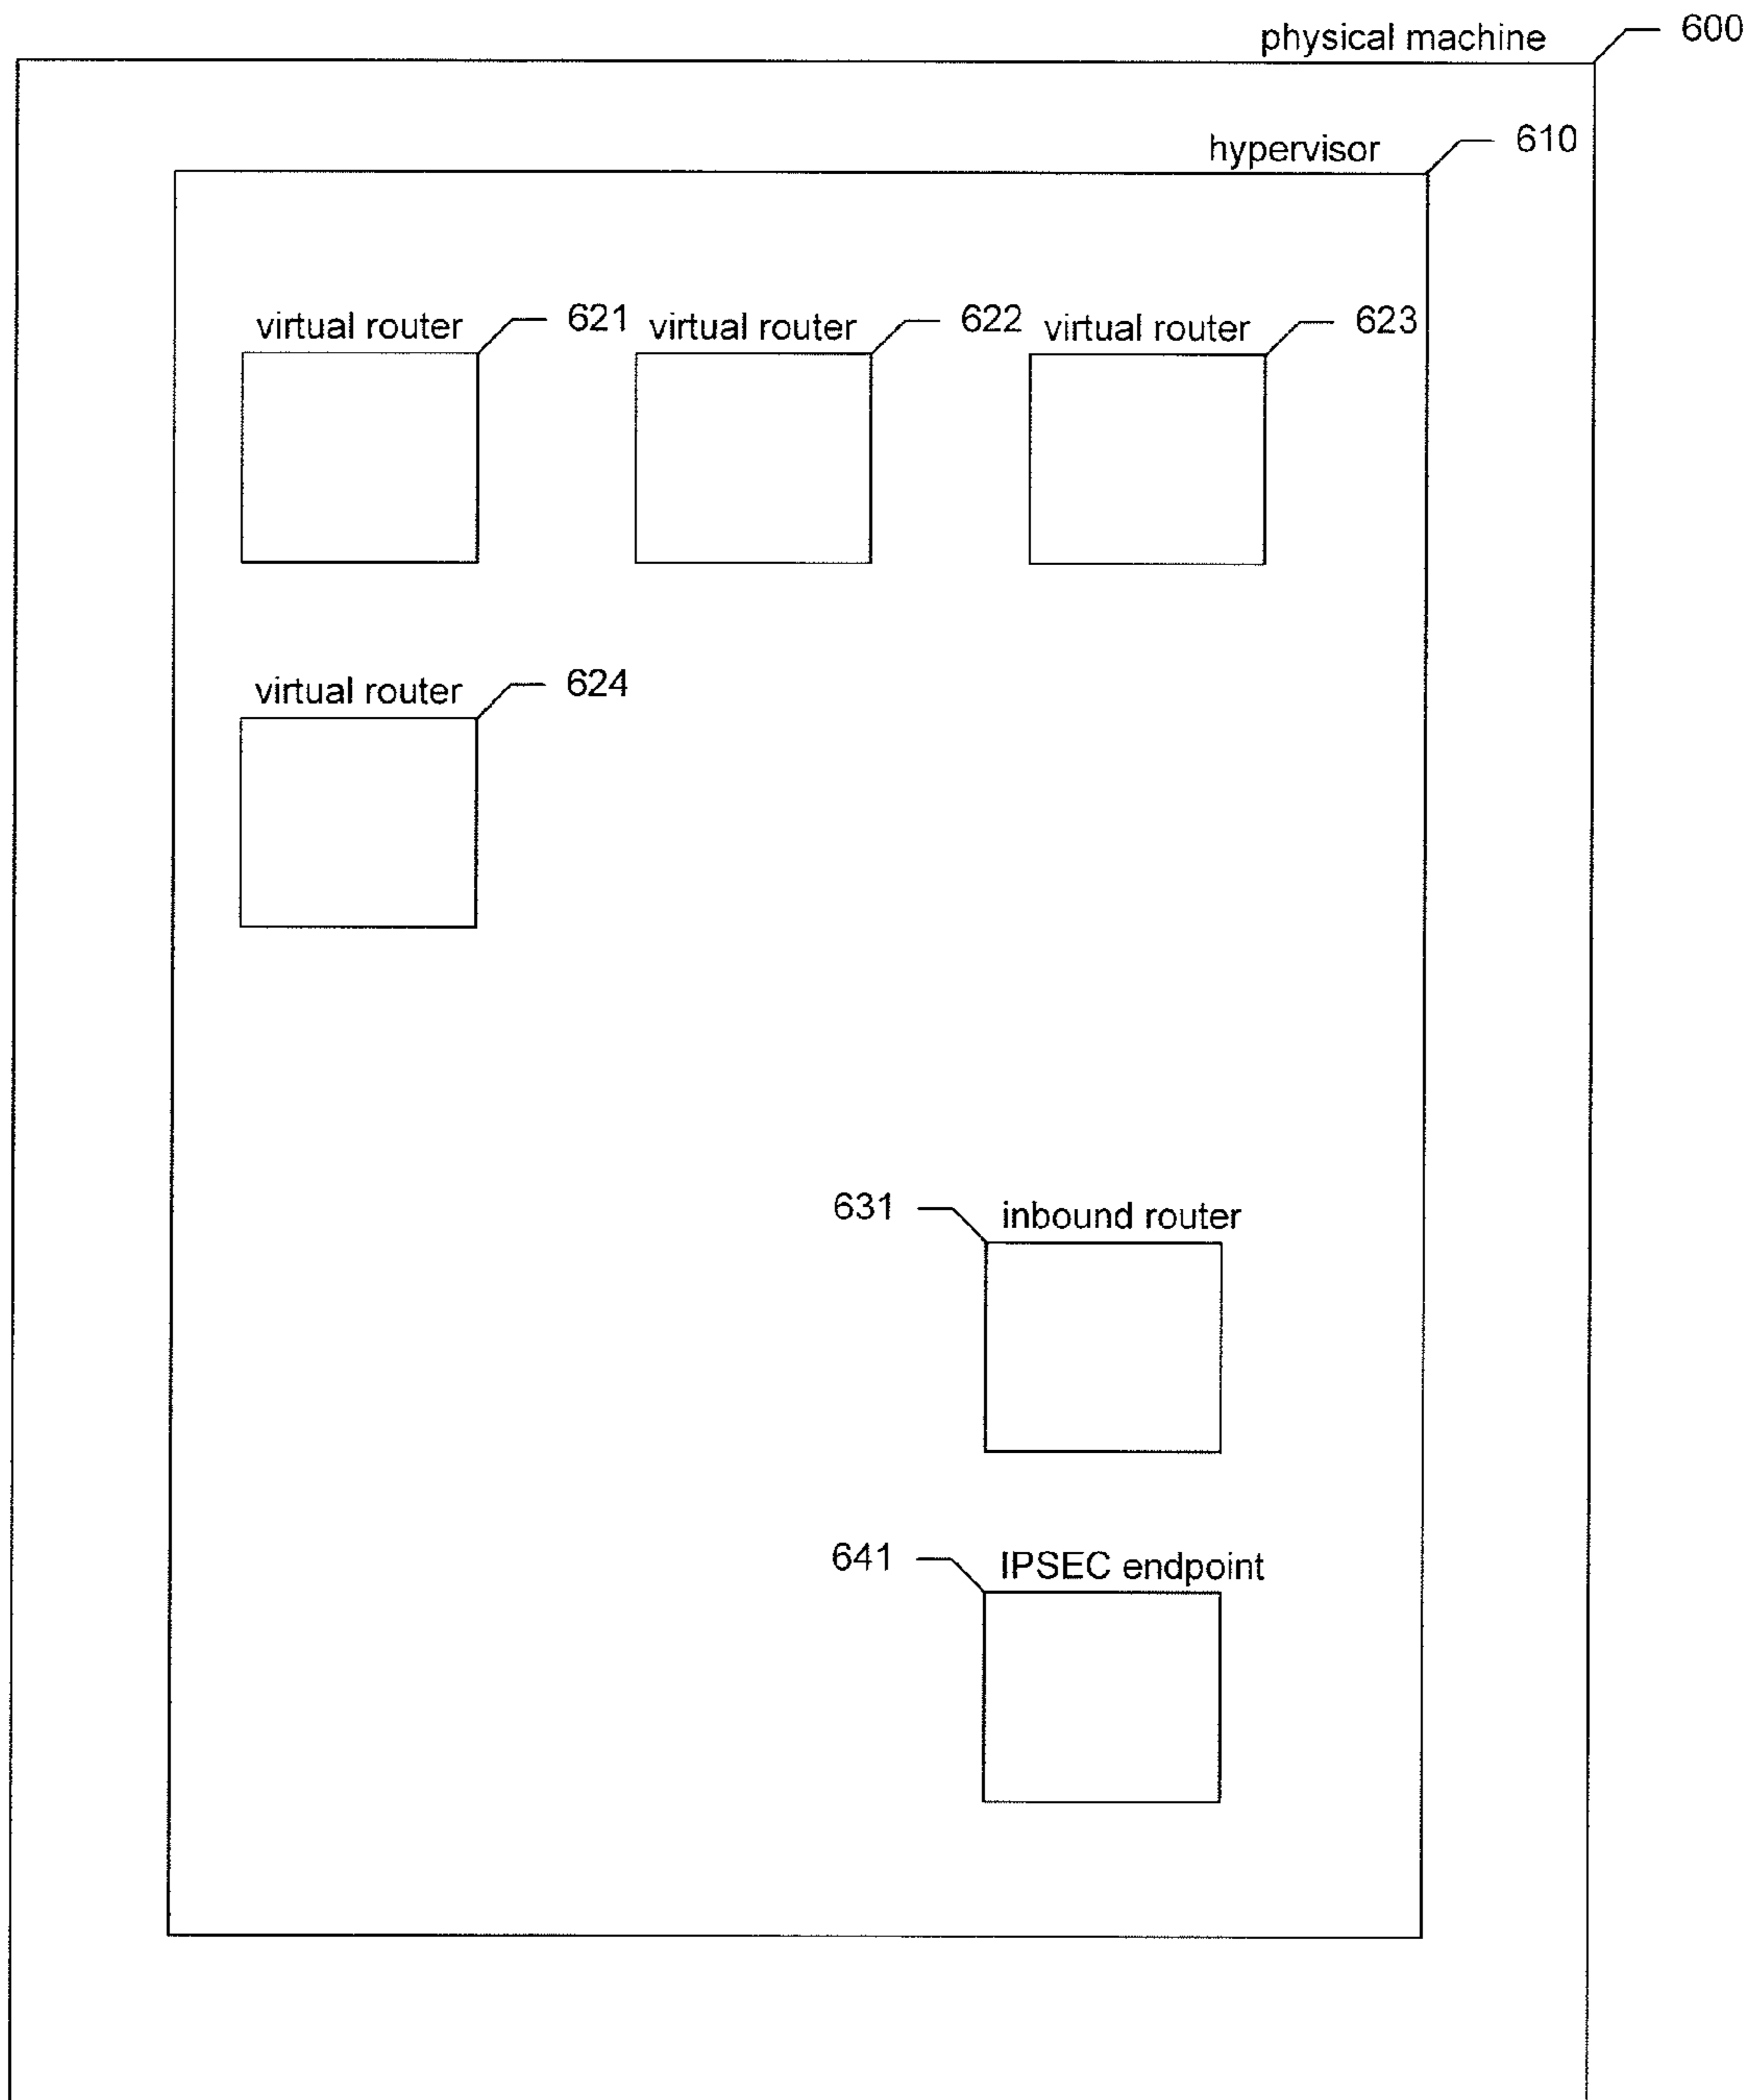 physical machine 600
hypervisor 610
virtual router 621 virtual router 622 virtual router 623
virtual router 624
631 inbound router
641 IPSEC endpoint